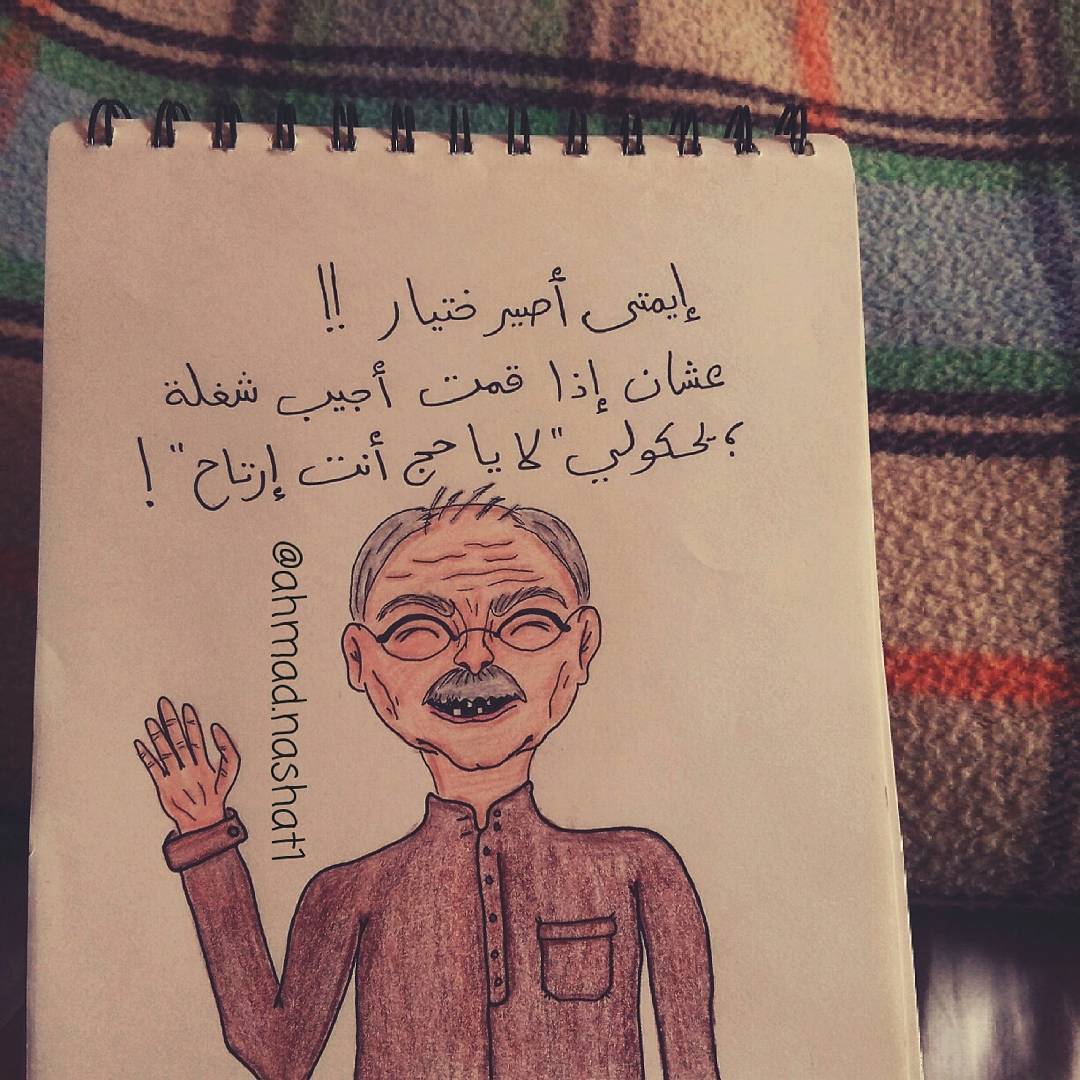 إيمتى أصير ختيار !!
عشان إذا قمت أجيب شغلة
؛ يحكولي "لا يا حج أنت إرتاح" !
@ahmadnashat1